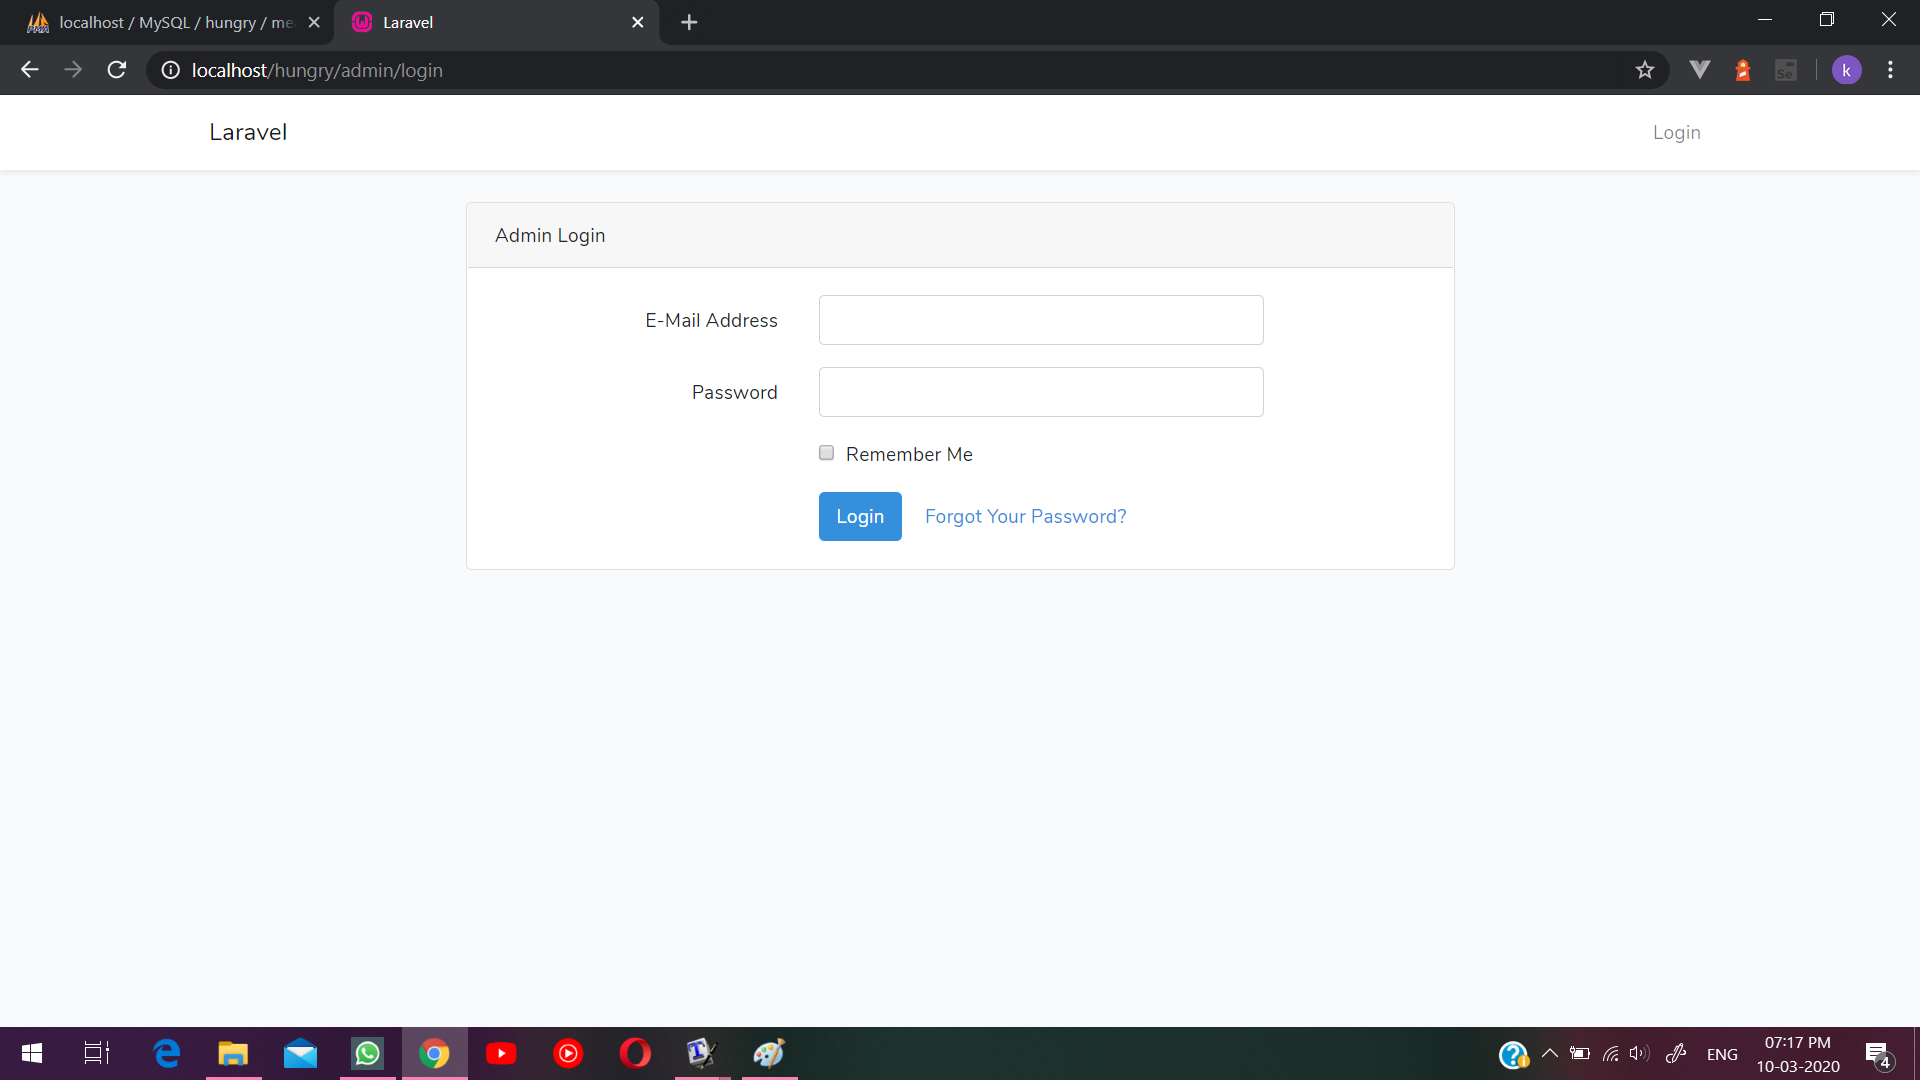 localhost / MySQL / hungry / me
Laravel
localhost/hungry/admin/login
k
Laravel
Login
Admin Login
E-Mail Address
Password
Remember Me
Login
Forgot Your Password?
ENG
07:17 PM
10-03-2020
4